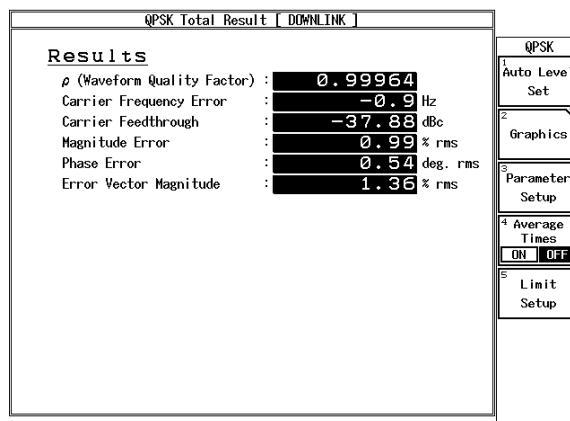 QPSK Total Result [ DOWNLINK ]
Results
ρ (Waveform Quality Factor) : 0.99964
Carrier Frequency Error : -0.9 Hz
Carrier Feedthrough : -37.88 dBc
Magnitude Error : 0.99 % rms
Phase Error : 0.54 deg. rms
Error Vector Magnitude : 1.36 % rms
QPSK
1
Auto Leve
Set
2
Graphics
3
Parameter
Setup
4 Average
Times
ON OFF
5
Limit
Setup